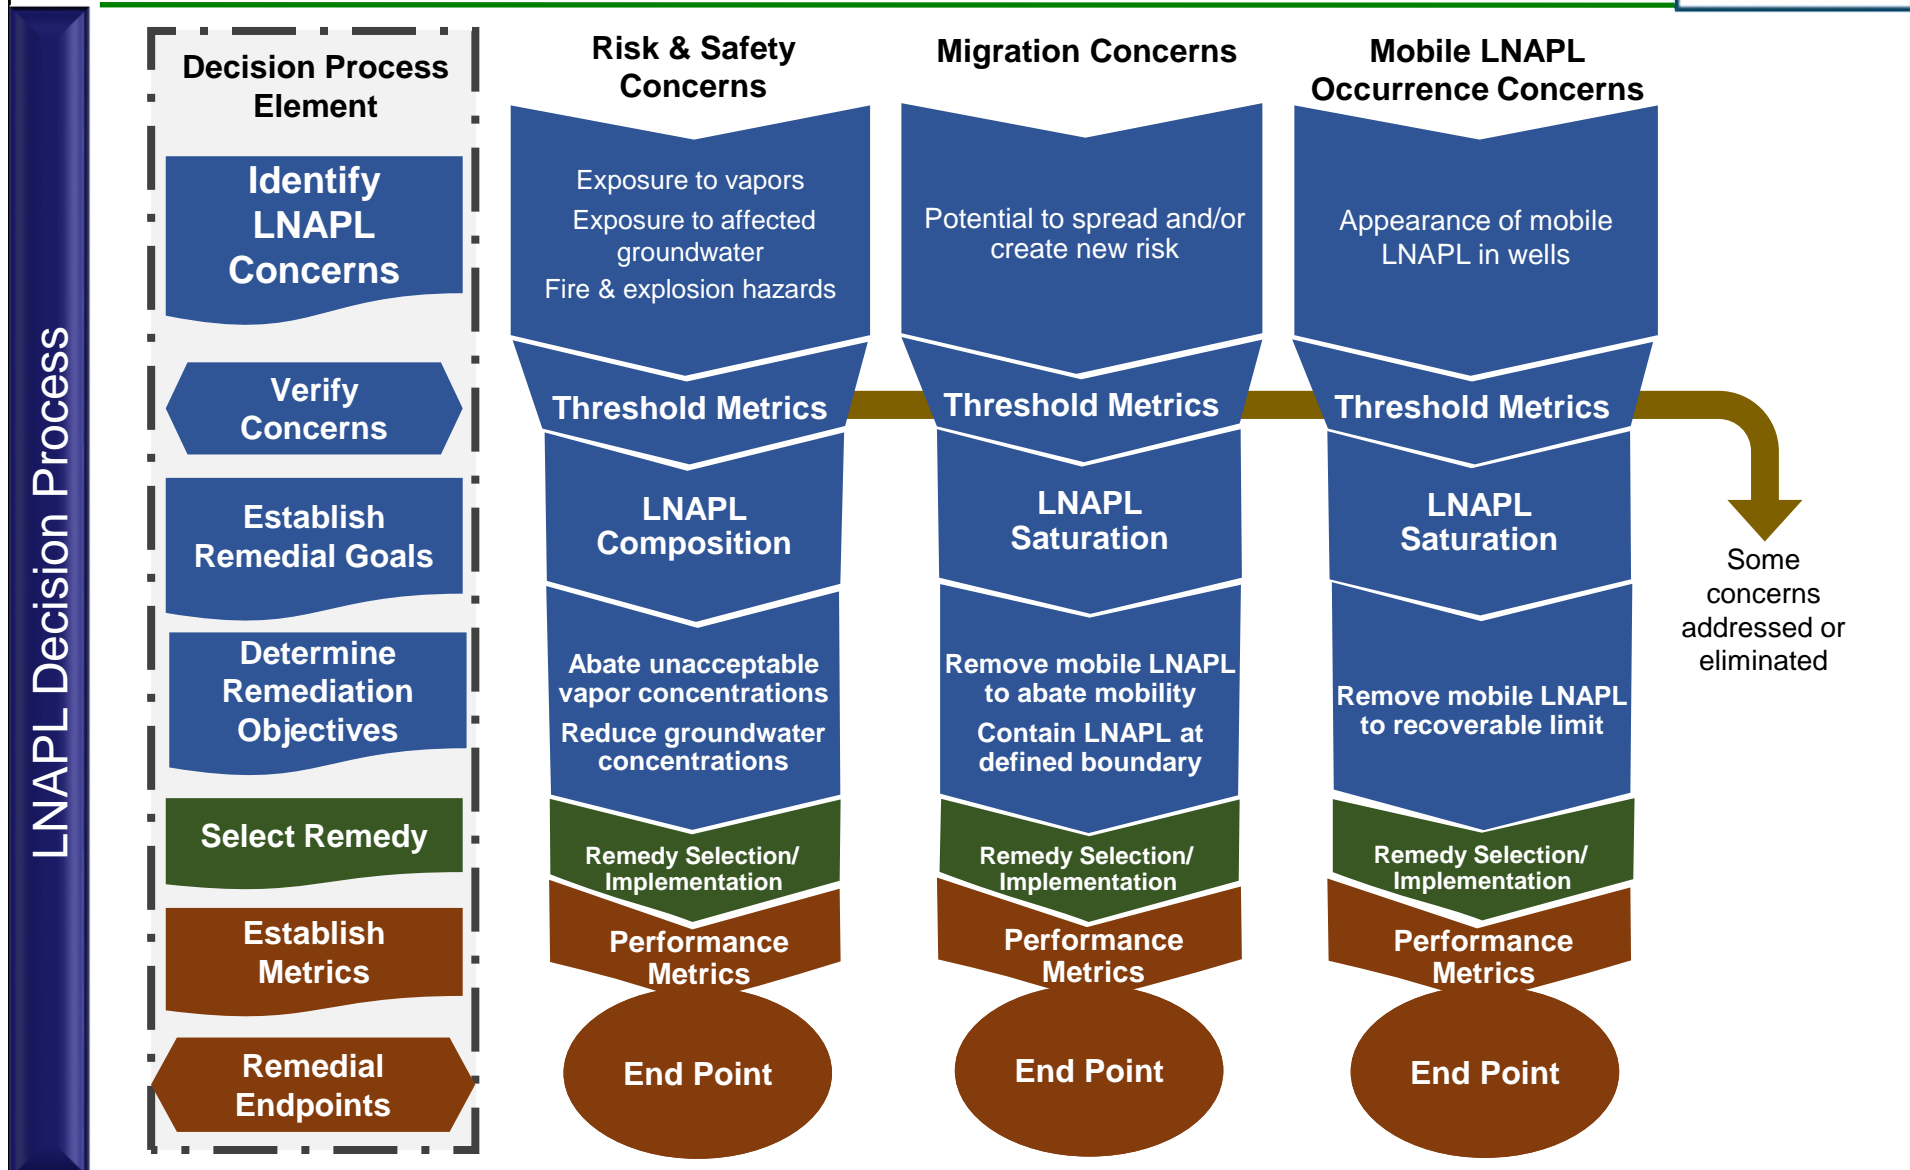 LNAPL Decision Process
Decision Process
Element
Identify
LNAPL
Concerns
Verify
Concerns
Establish
Remedial Goals
Determine
Remediation
Objectives
Select Remedy
Establish
Metrics
Remedial
Endpoints
Risk & Safety
Concerns
Exposure to vapors
Exposure to affected
groundwater
Fire & explosion hazards
Threshold Metrics
LNAPL
Composition
Abate unacceptable
vapor concentrations
Reduce groundwater
concentrations
Remedy Selection/
Implementation
Performance
Metrics
End Point
Migration Concerns
Potential to spread and/or
create new risk
Threshold Metrics
LNAPL
Saturation
Remove mobile LNAPL
to abate mobility
Contain LNAPL at
defined boundary
Remedy Selection/
Implementation
Performance
Metrics
End Point
Mobile LNAPL
Occurrence Concerns
Appearance of mobile
LNAPL in wells
Threshold Metrics
LNAPL
Saturation
Remove mobile LNAPL
to recoverable limit
Remedy Selection/
Implementation
Performance
Metrics
End Point
Some
concerns
addressed or
eliminated